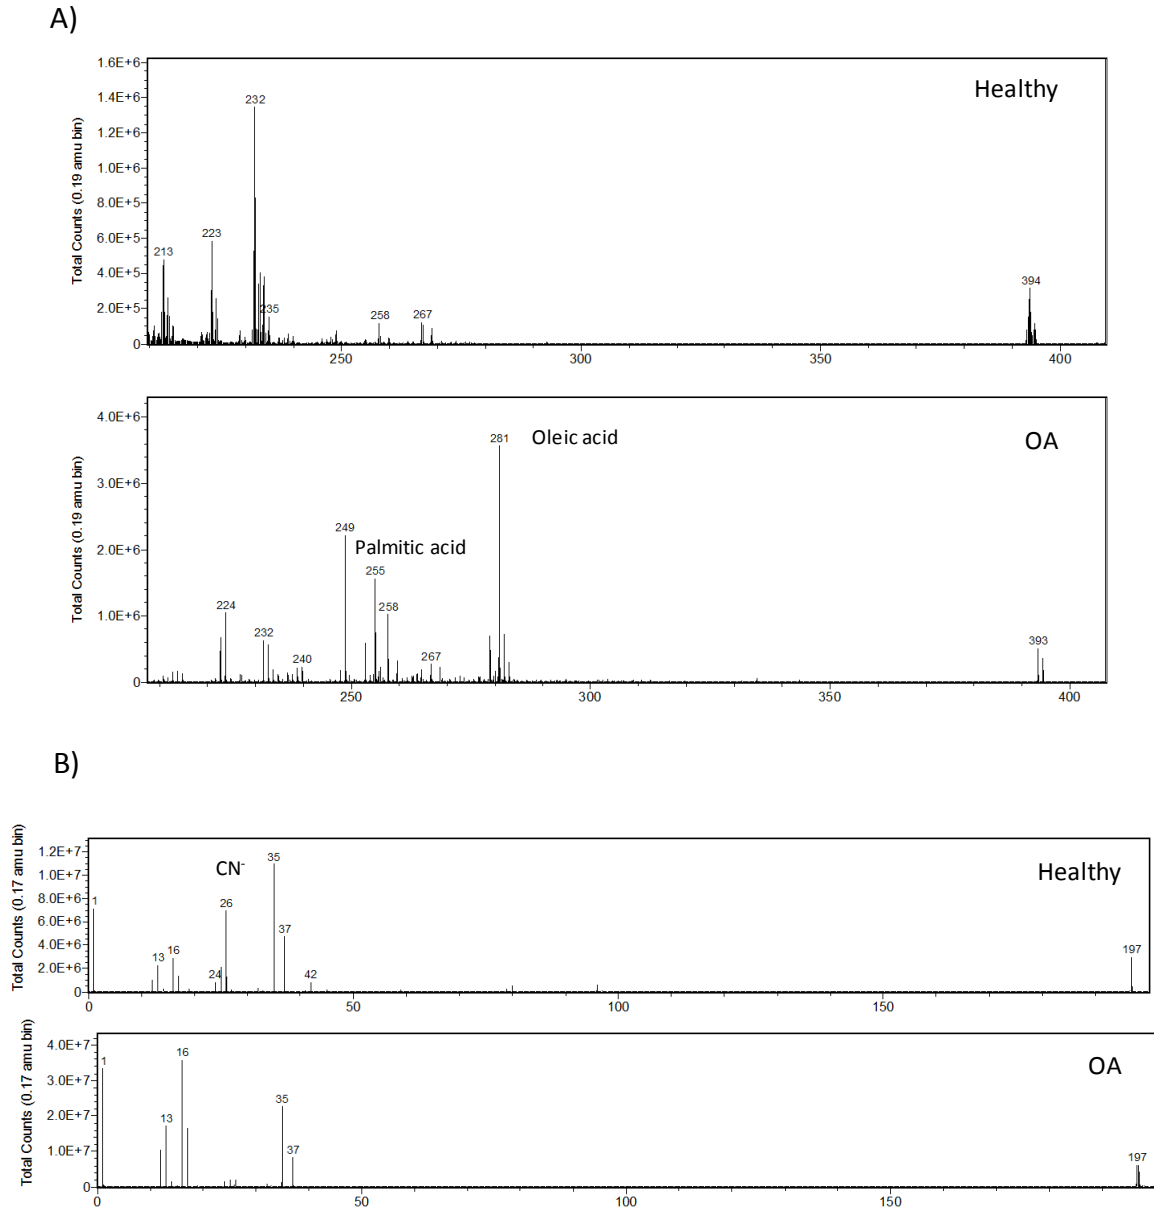 A)
Healthy
Total Counts (0.19 amu bin)
1.6E+6
1.4E+6
1.2E+6
1.0E+6
8.0E+5
6.0E+5
4.0E+5
2.0E+5
0
213
223
232
235
258
267
394
250
300
350
400
OA
Total Counts (0.19 amu bin)
4.0E+6
3.0E+6
2.0E+6
1.0E+6
0
Oleic acid
281
249
Palmitic acid
255
224
258
232
240
267
393
250
300
350
400
B)
Healthy
Total Counts (0.17 amu bin)
1.2E+7
1.0E+7
8.0E+6
6.0E+6
4.0E+6
2.0E+6
0
CN-
1
13
16
24
26
35
37
42
197
0
50
100
150
OA
Total Counts (0.17 amu bin)
4.0E+7
3.0E+7
2.0E+7
1.0E+7
0
1
13
16
35
37
197
0
50
100
150